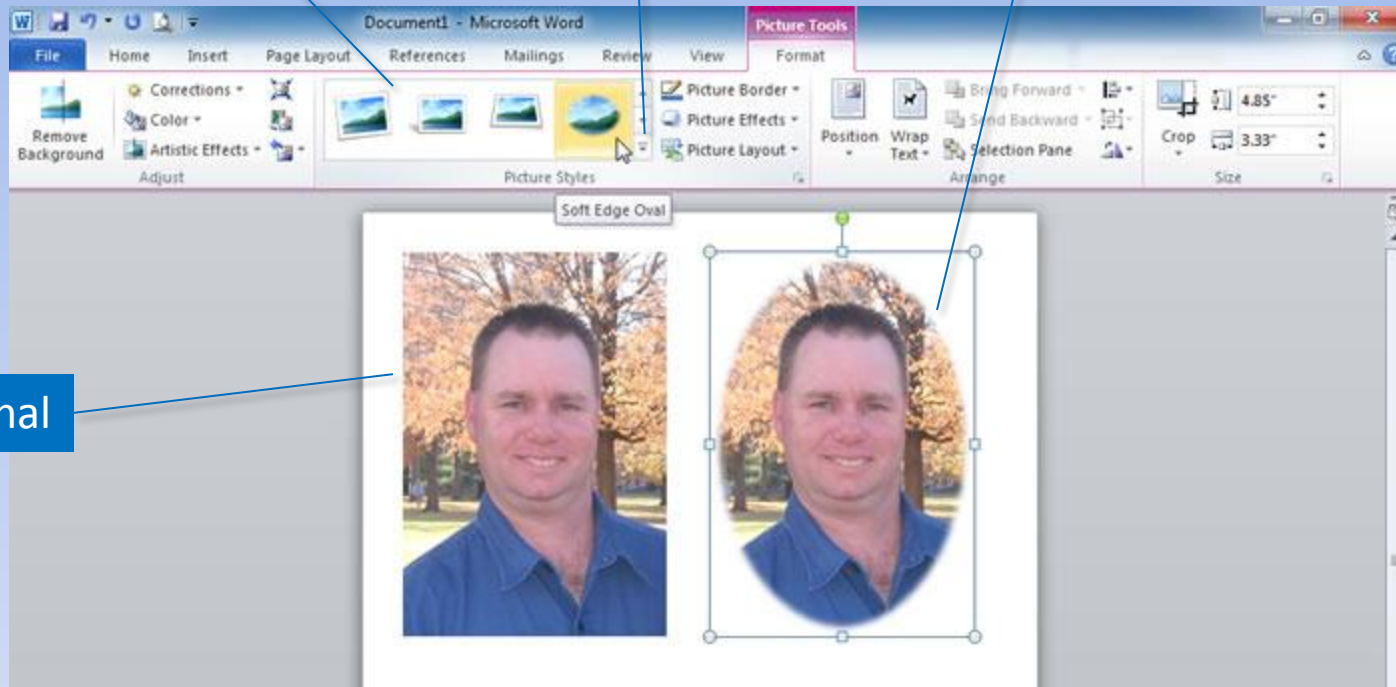 Document1 - Microsoft Word
Picture Tools
File Home Insert Page Layout References Mailings Review View Format
Remove Background
Corrections
Color
Artistic Effects
Adjust
Picture Styles
Picture Border
Picture Effects
Picture Layout
Position
Wrap Text
Bring Forward
Send Backward
Selection Pane
Arrange
Crop
4.85"
3.33"
Size
Soft Edge Oval
nal